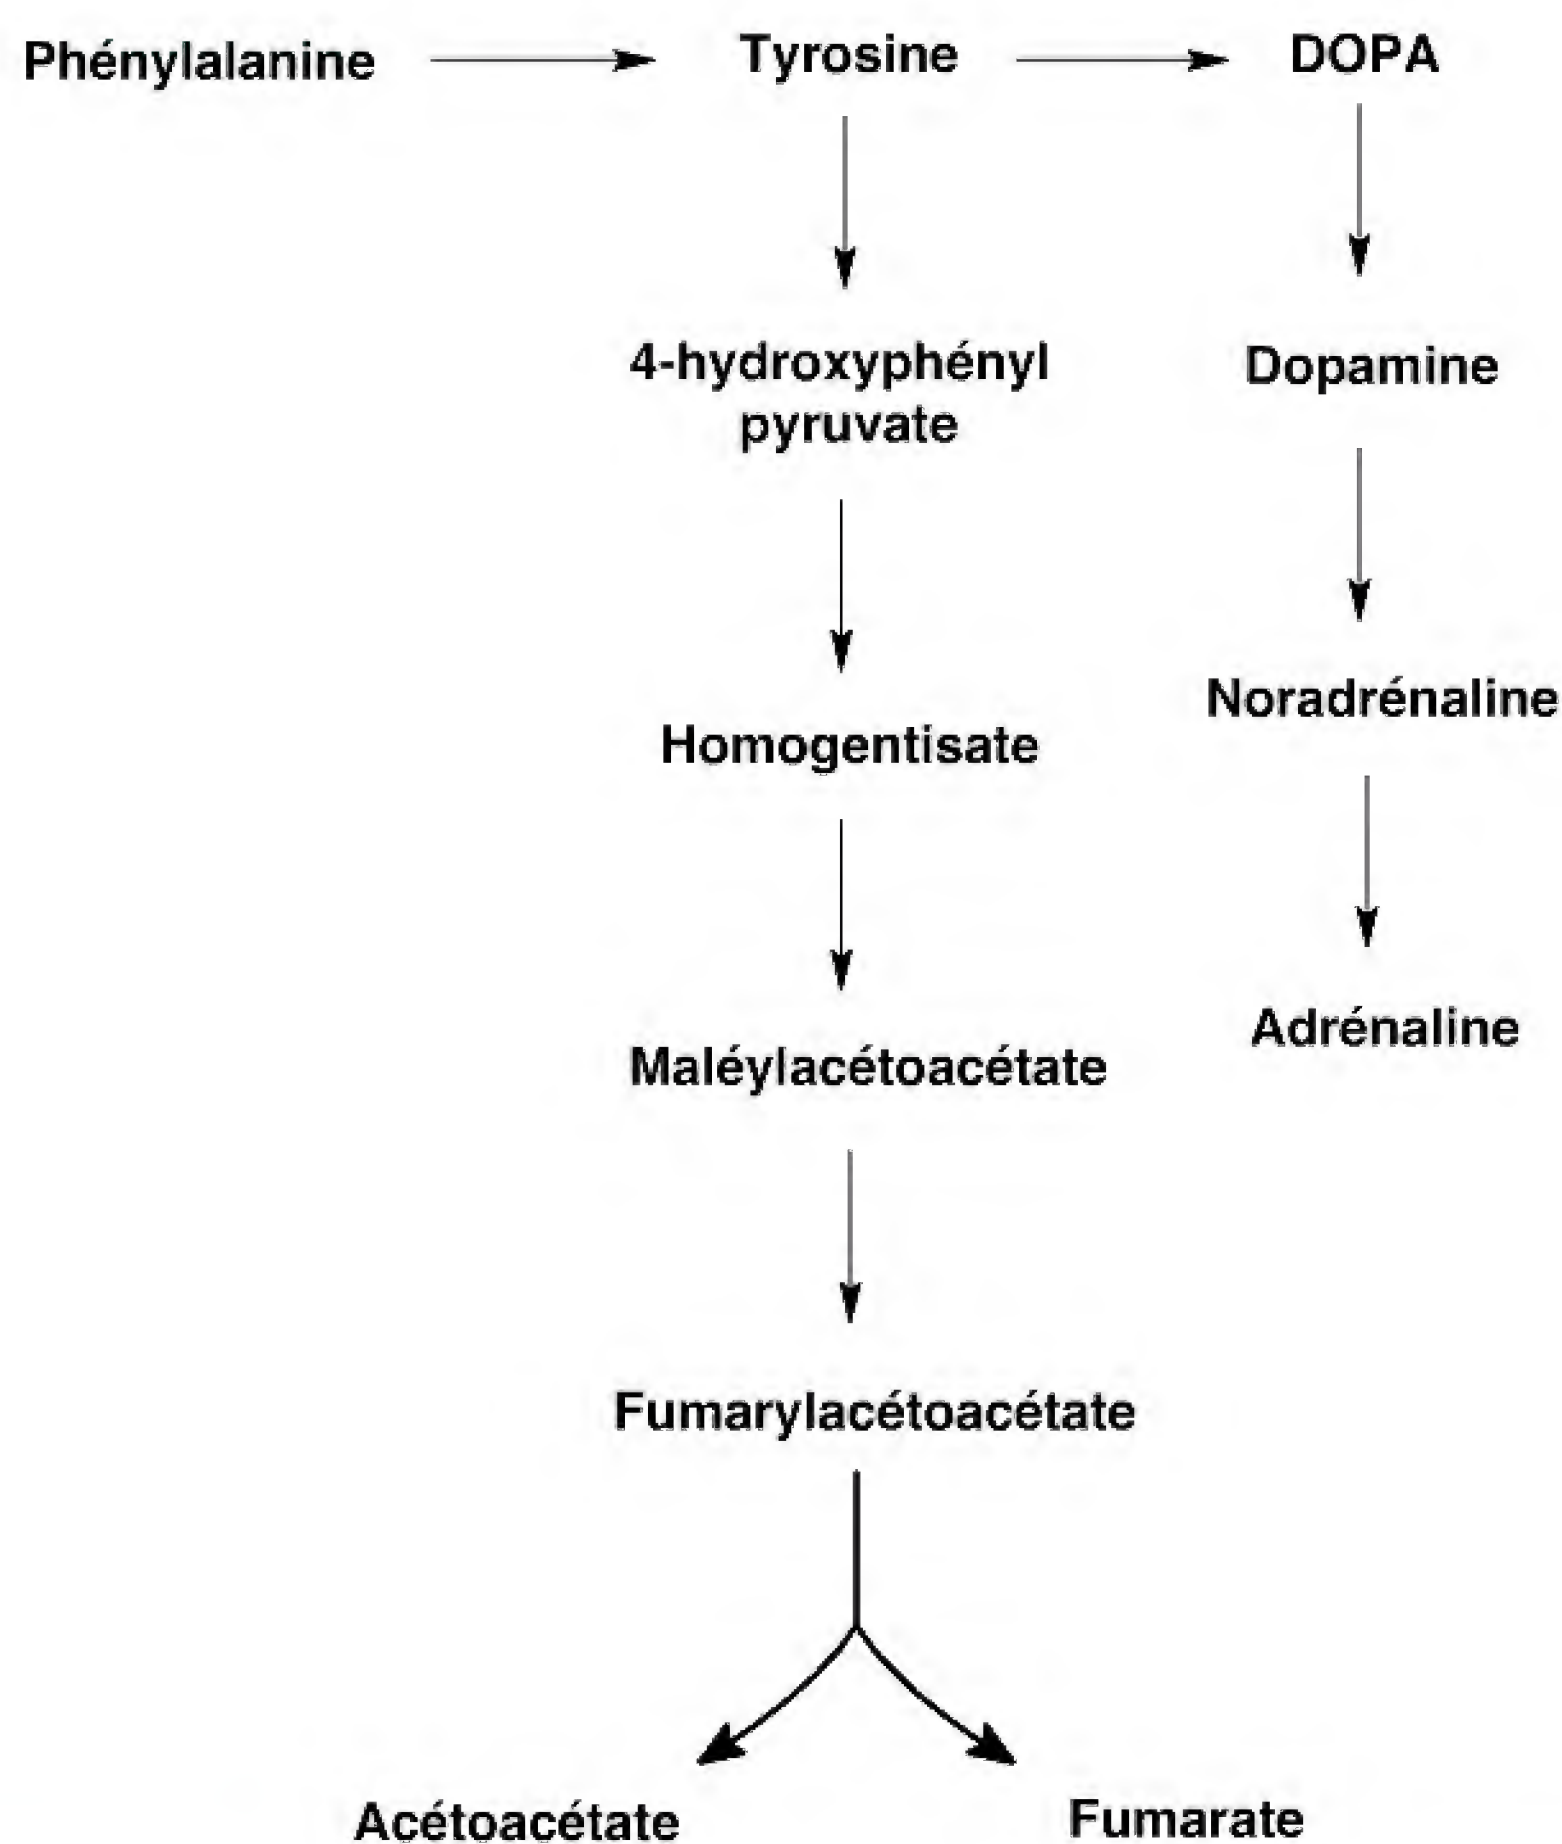 Phénylalanine
Tyrosine
DOPA
4-hydroxyphényl
pyruvate
Dopamine
Homogentisate
Noradrénaline
Maléylacétoacétate
Adrénaline
Fumarylacétoacétate
Acétoacétate
Fumarate